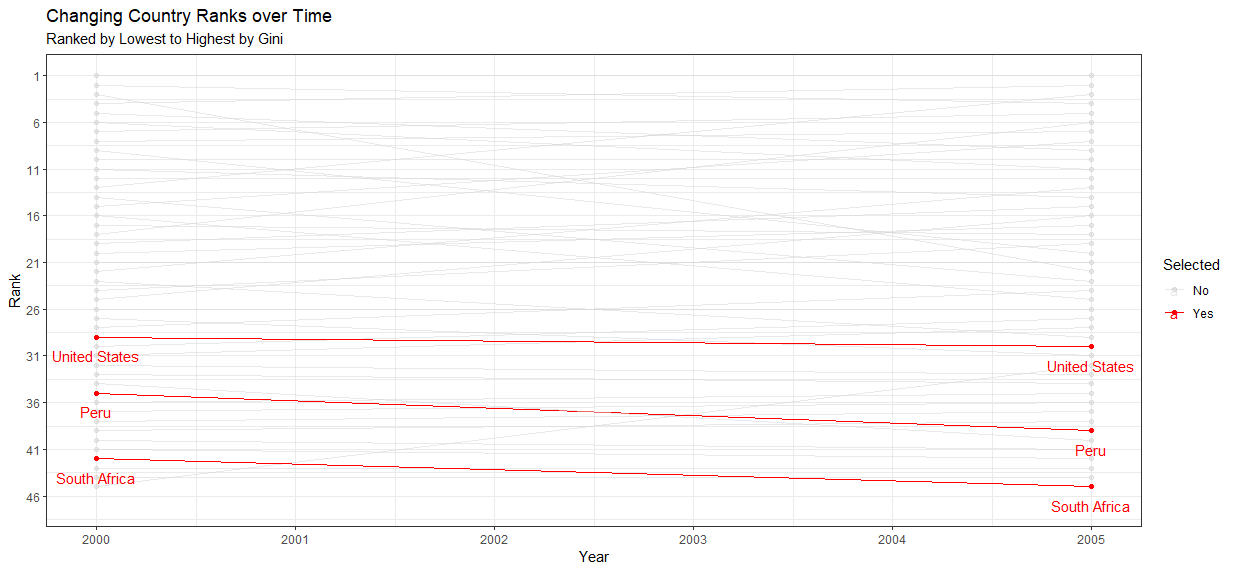 Changing Country Ranks over Time
Ranked by Lowest to Highest by Gini
1
6
11
16
21
26
31
36
41
46
Rank
United States
Peru
South Africa
United States
Peru
South Africa
2000
2001
2002
2003
2004
2005
Year
Selected
a No
a Yes